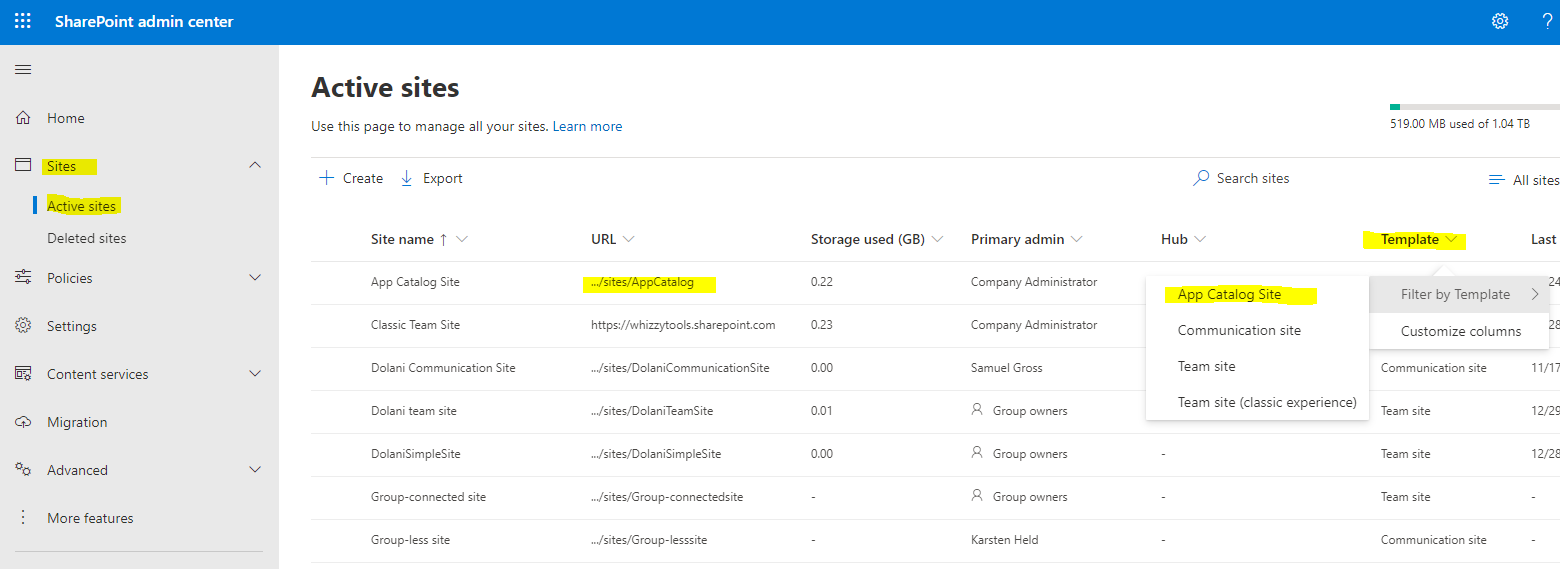 SharePoint admin center
?
Home
Sites
Active sites
Deleted sites
Policies
Settings
Content services
Migration
Advanced
More features
Active sites
Use this page to manage all your sites. Learn more
519.00 MB used of 1.04 TB
Create Export Search sites All sites
Site name ↑ URL Storage used (GB) Primary admin Hub Template Last
App Catalog Site .../sites/AppCatalog 0.22 Company Administrator 24
Classic Team Site https://whizzytools.sharepoint.com 0.23 Company Administrator /28
Dolani Communication Site .../sites/DolaniCommunicationSite 0.00 Samuel Gross Communication site 11/17
Dolani team site .../sites/DolaniTeamSite 0.01 Group owners Team site 12/29
DolaniSimpleSite .../sites/DolaniSimpleSite 0.00 Group owners - Team site 12/28
Group-connected site .../sites/Group-connectedsite - Group owners - Team site -
Group-less site .../sites/Group-lesssite - Karsten Held - Communication site -
Filter by Template
Customize columns
App Catalog Site
Communication site
Team site
Team site (classic experience)